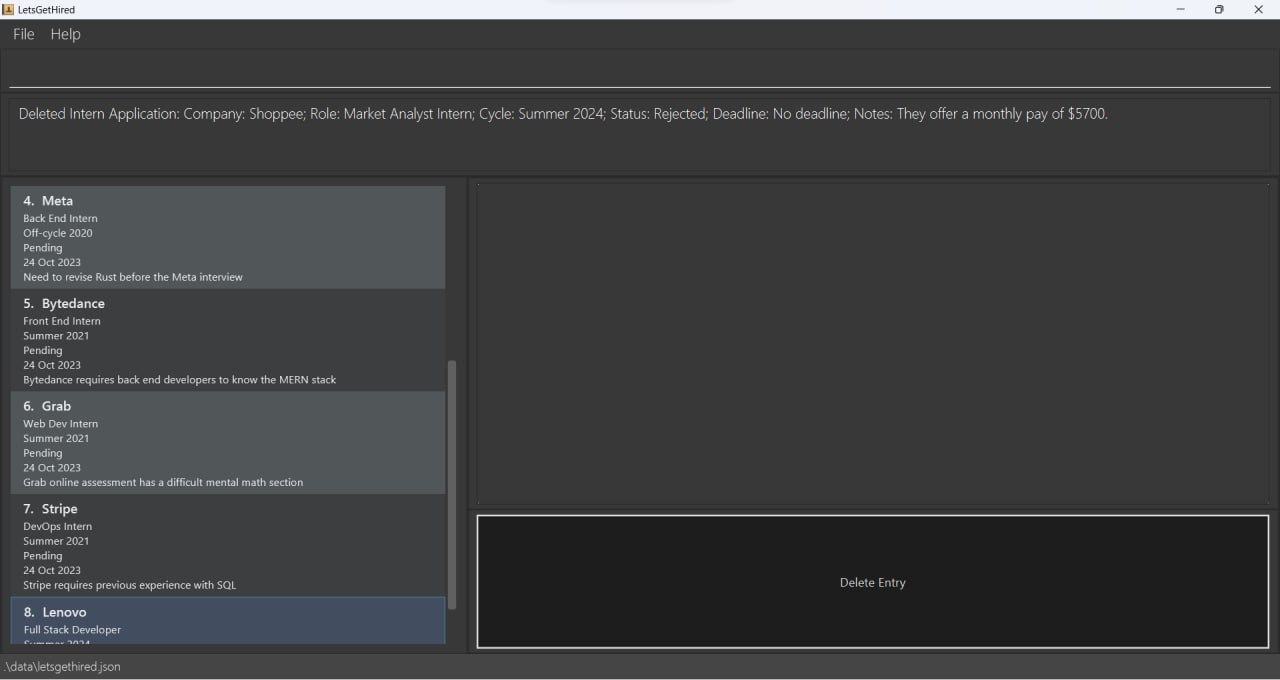 LetsGetHired
File Help
Deleted Intern Application: Company: Shoppee; Role: Market Analyst Intern; Cycle: Summer 2024; Status: Rejected; Deadline: No deadline; Notes: They offer a monthly pay of $5700.
4. Meta
Back End Intern
Off-cycle 2020
Pending
24 Oct 2023
Need to revise Rust before the Meta interview
5. Bytedance
Front End Intern
Summer 2021
Pending
24 Oct 2023
Bytedance requires back end developers to know the MERN stack
6. Grab
Web Dev Intern
Summer 2021
Pending
24 Oct 2023
Grab online assessment has a difficult mental math section
7. Stripe
DevOps Intern
Summer 2021
Pending
24 Oct 2023
Stripe requires previous experience with SQL
8. Lenovo
Full Stack Developer
Summer 2024
Delete Entry
.\data\letsgethired.json